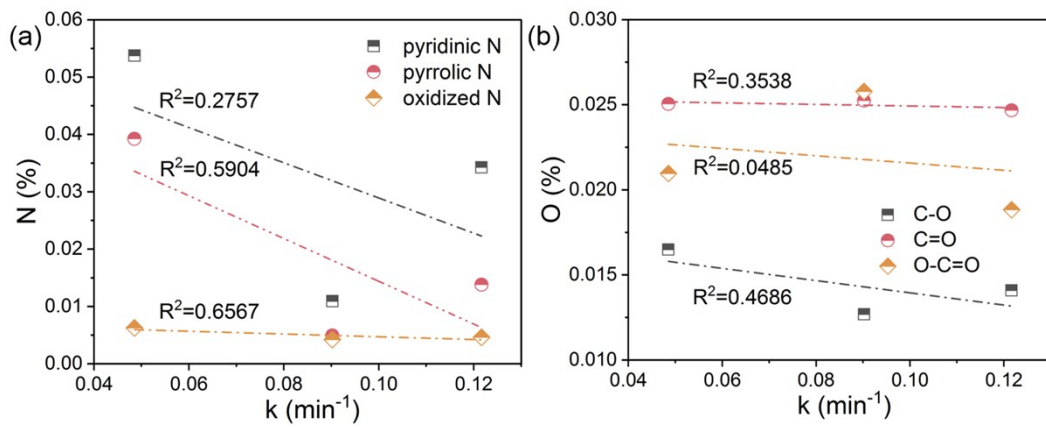 (a)
0.06
0.05
0.04
0.03
0.02
0.01
0.00
N (%)
pyridinic N
pyrrolic N
oxidized N
R²=0.2757
R²=0.5904
R²=0.6567
0.04 0.06 0.08 0.10 0.12
k (min⁻¹)
(b)
0.030
0.025
0.020
0.015
0.010
O (%)
R²=0.3538
R²=0.0485
C-O
C=O
O-C=O
R²=0.4686
0.04 0.06 0.08 0.10 0.12
k (min⁻¹)